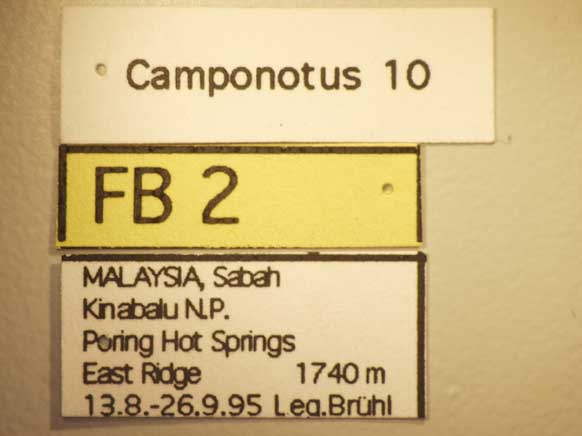 Camponotus 10
FB 2
MALAYSIA, Sabah
Kinabalu N.P.
Poring Hot Springs
East Ridge 1740 m
13.8.-26.9.95 Leg.Brühl